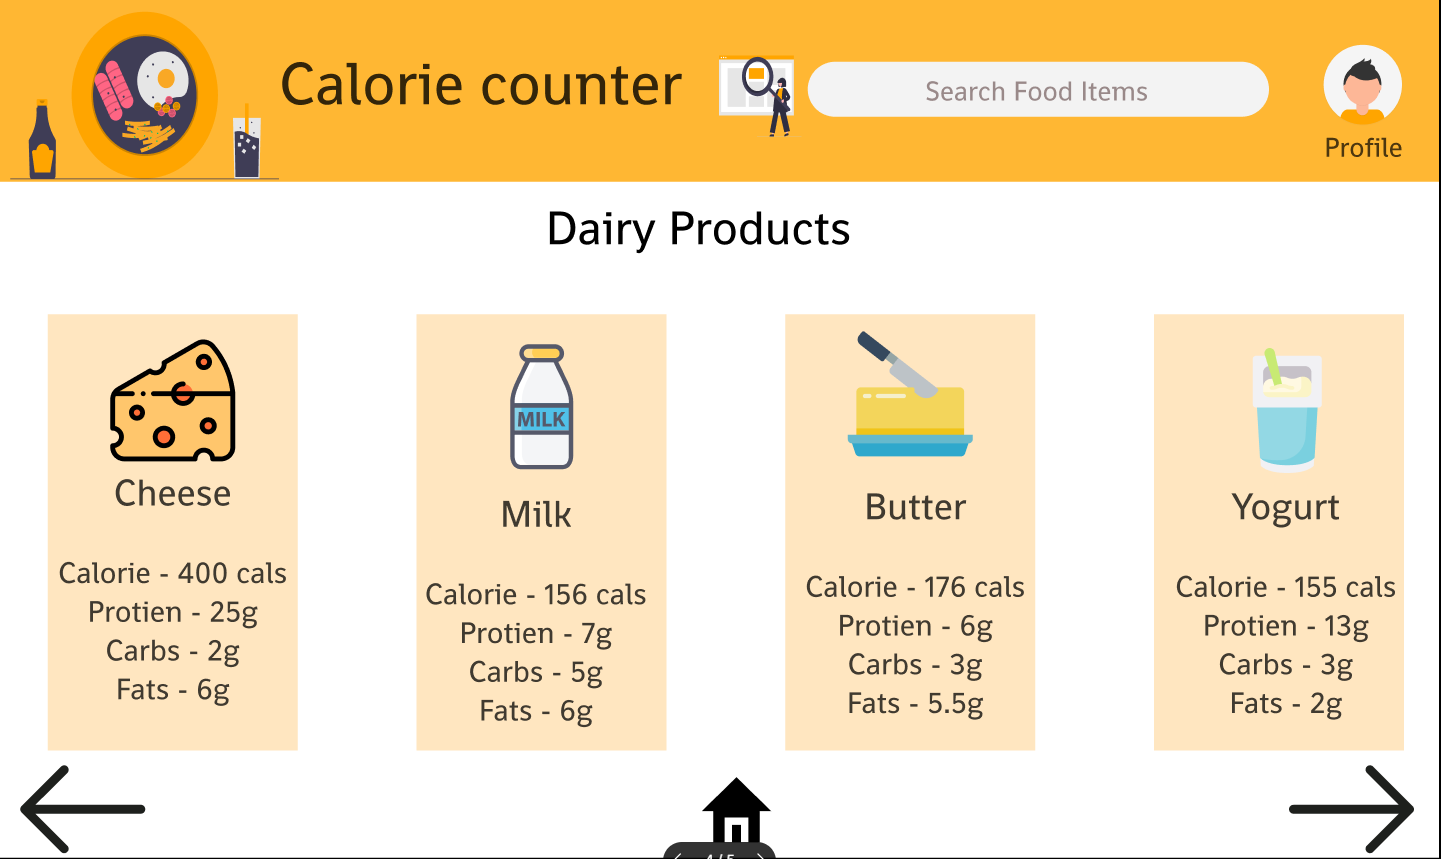 Calorie counter
Search Food Items
Profile
Dairy Products
Cheese
Calorie - 400 cals
Protien - 25g
Carbs - 2g
Fats - 6g
MILK
Milk
Calorie - 156 cals
Protien - 7g
Carbs - 5g
Fats - 6g
Butter
Calorie - 176 cals
Protien - 6g
Carbs - 3g
Fats - 5.5g
Yogurt
Calorie - 155 cals
Protien - 13g
Carbs - 3g
Fats - 2g
4 / 5